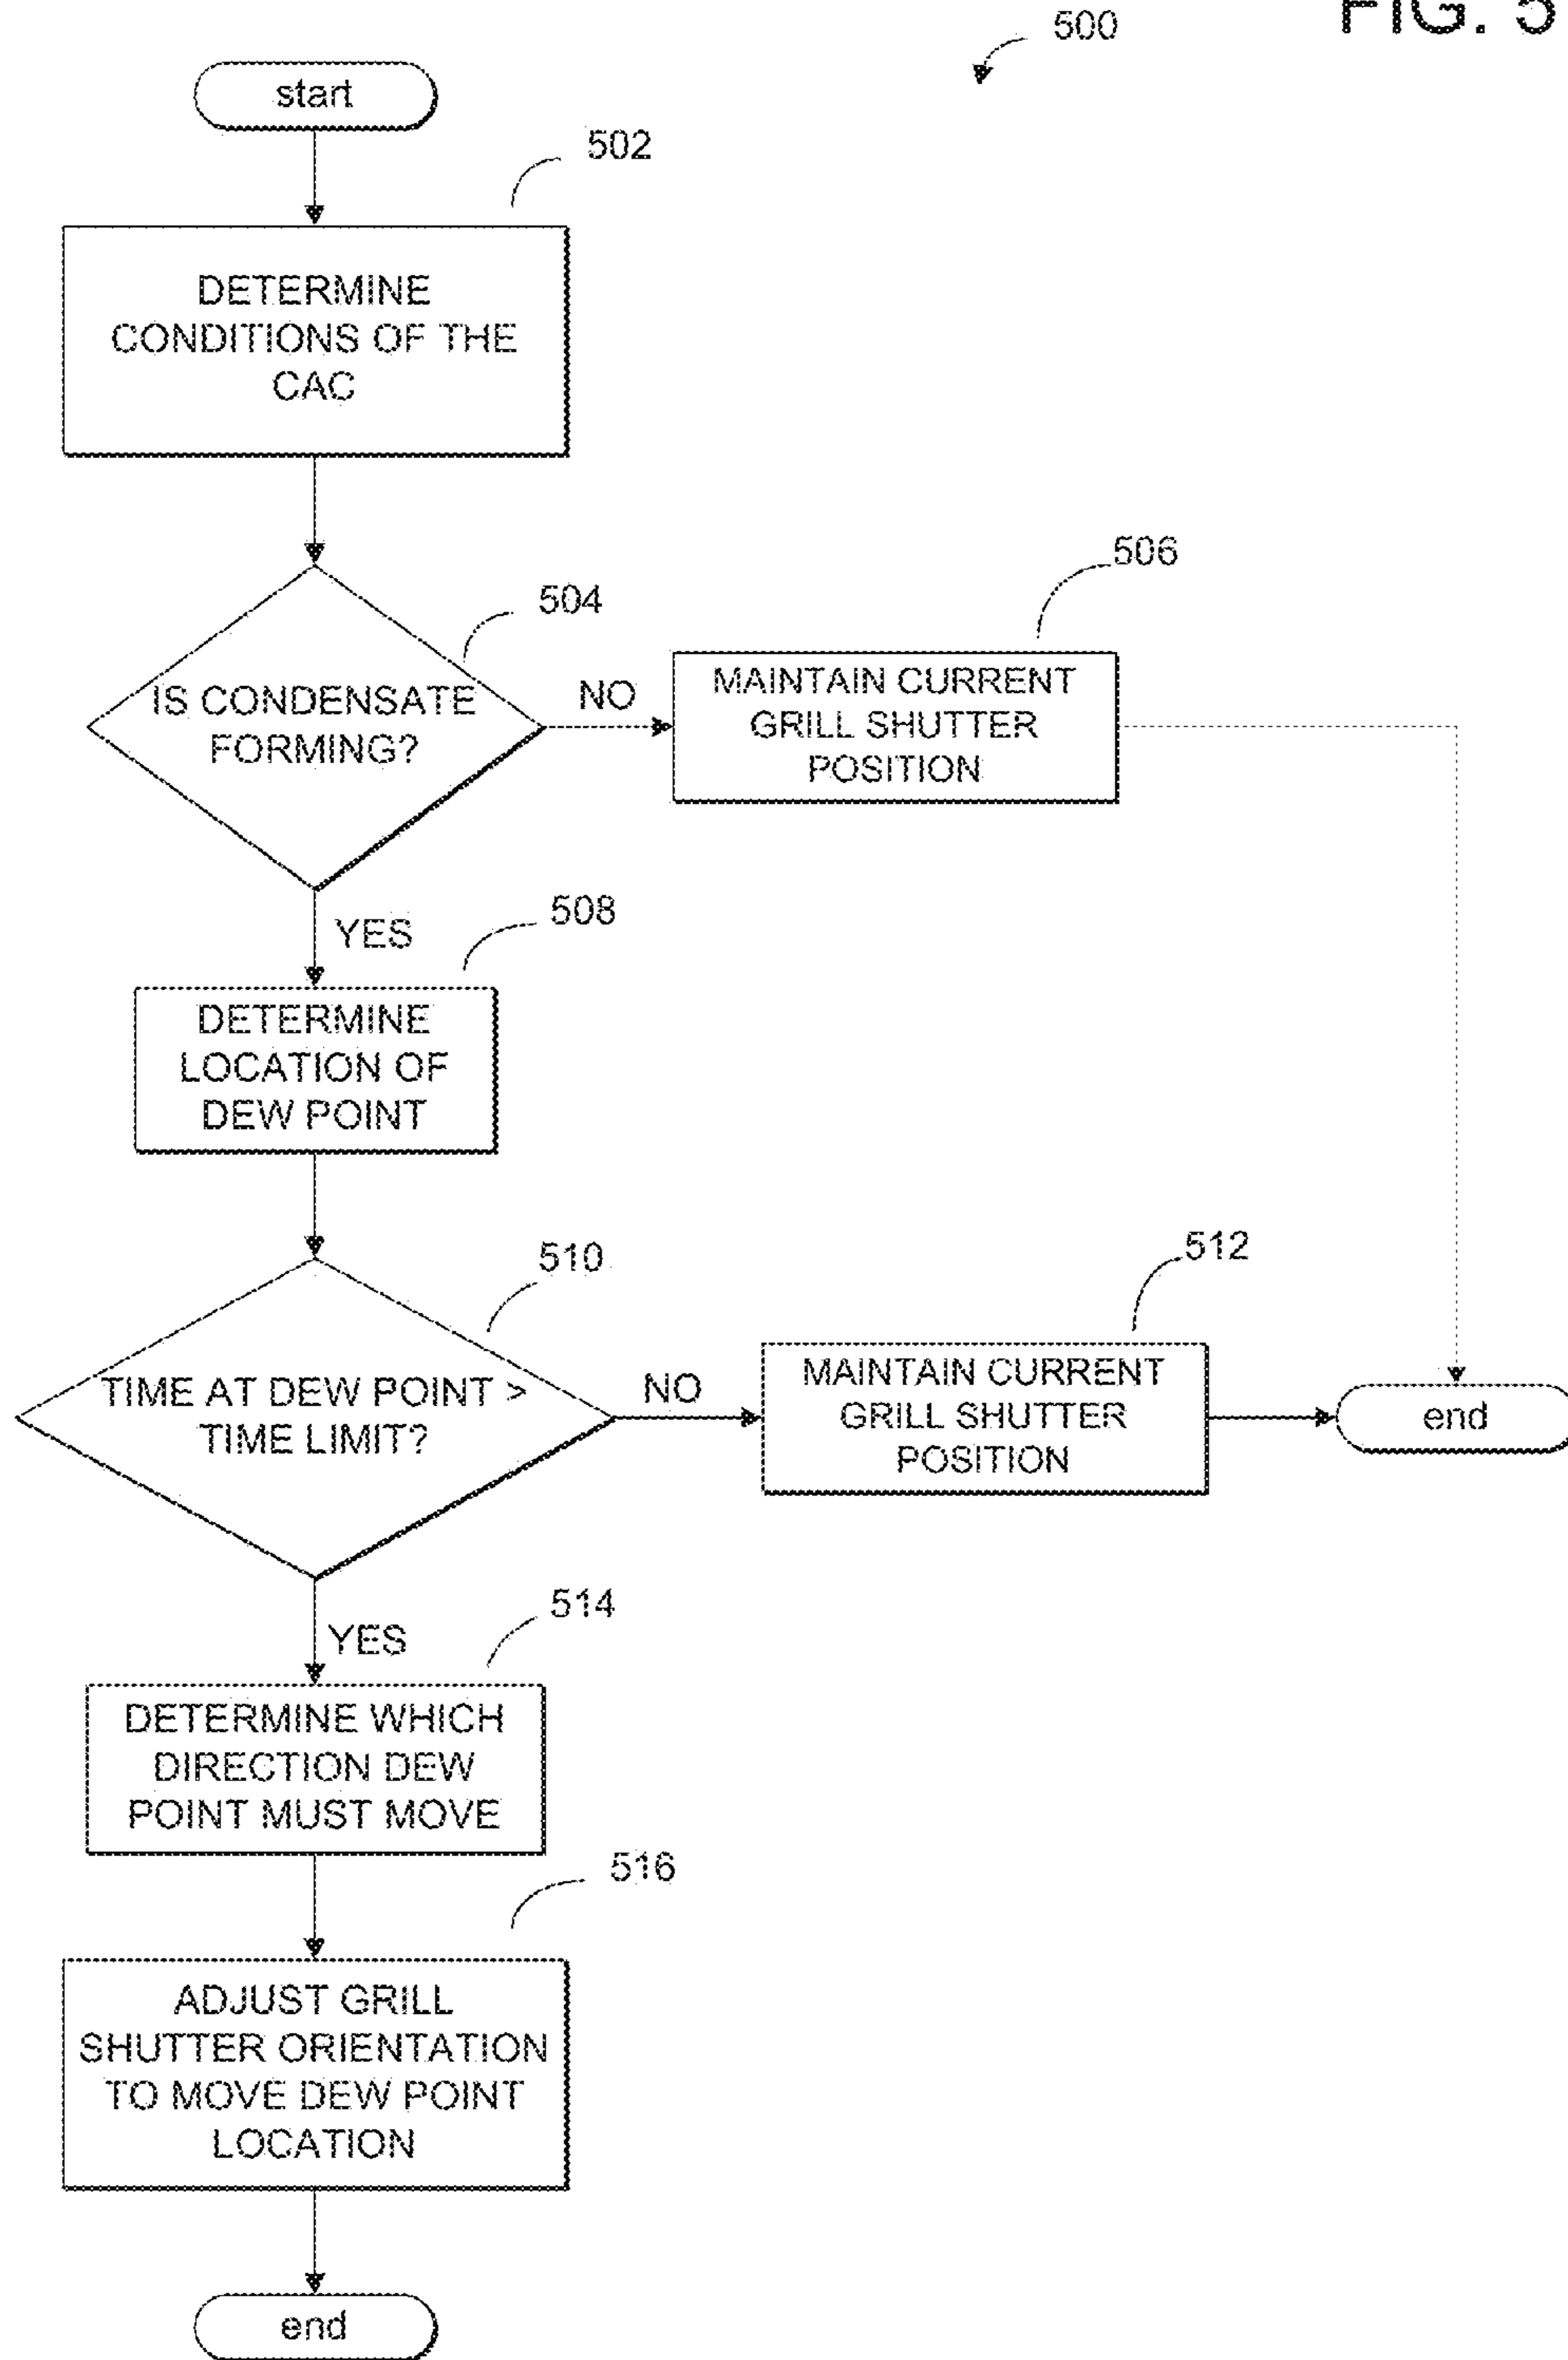 FIG. 5
500
start
502
DETERMINE
CONDITIONS OF THE
CAC
504
IS CONDENSATE
FORMING?
NO
506
MAINTAIN CURRENT
GRILL SHUTTER
POSITION
YES
508
DETERMINE
LOCATION OF
DEW POINT
510
TIME AT DEW POINT >
TIME LIMIT?
NO
512
MAINTAIN CURRENT
GRILL SHUTTER
POSITION
end
YES
514
DETERMINE WHICH
DIRECTION DEW
POINT MUST MOVE
516
ADJUST GRILL
SHUTTER ORIENTATION
TO MOVE DEW POINT
LOCATION
end